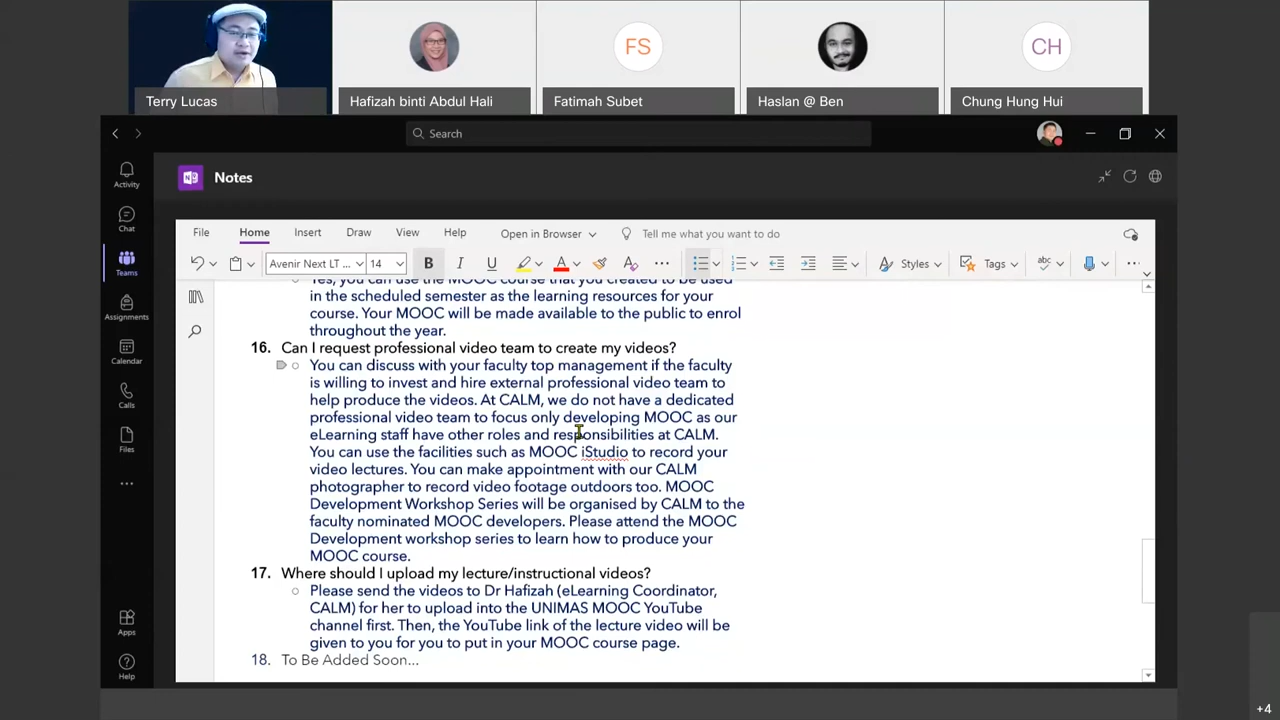 FS
CH
Terry Lucas
Hafizah binti Abdul Hali
Fatimah Subet
Haslan @ Ben
Chung Hung Hui
Search
Activity
Chat
Teams
Assignments
Calendar
Calls
Files
Apps
Help
Notes
File Home Insert Draw View Help Open in Browser Tell me what you want to do
Avenir Next LT ... 14 B I U A Styles Tags
Yes, you can use the MOOC course that you created to be used
in the scheduled semester as the learning resources for your
course. Your MOOC will be made available to the public to enrol
throughout the year.
16. Can I request professional video team to create my videos?
You can discuss with your faculty top management if the faculty
is willing to invest and hire external professional video team to
help produce the videos. At CALM, we do not have a dedicated
professional video team to focus only developing MOOC as our
eLearning staff have other roles and responsibilities at CALM.
You can use the facilities such as MOOC iStudio to record your
video lectures. You can make appointment with our CALM
photographer to record video footage outdoors too. MOOC
Development Workshop Series will be organised by CALM to the
faculty nominated MOOC developers. Please attend the MOOC
Development workshop series to learn how to produce your
MOOC course.
17. Where should I upload my lecture/instructional videos?
Please send the videos to Dr Hafizah (eLearning Coordinator,
CALM) for her to upload into the UNIMAS MOOC YouTube
channel first. Then, the YouTube link of the lecture video will be
given to you for you to put in your MOOC course page.
18. To Be Added Soon...
+4